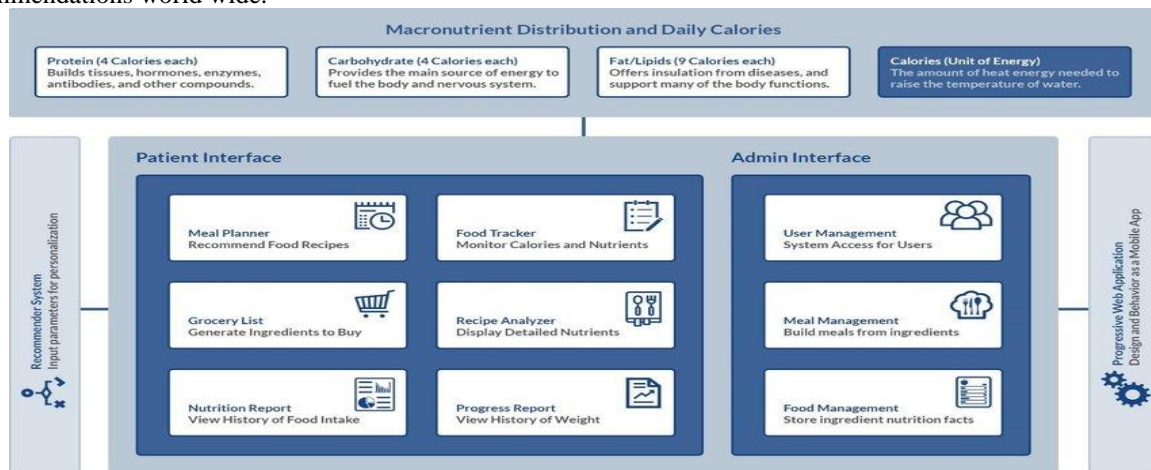 mmendations world wide.
Macronutrient Distribution and Daily Calories
Protein (4 Calories each)
Builds tissues, hormones, enzymes,
antibodies, and other compounds.
Carbohydrate (4 Calories each)
Provides the main source of energy to
fuel the body and nervous system.
Fat/Lipids (9 Calories each)
Offers insulation from diseases, and
support many of the body functions.
Calories (Unit of Energy)
The amount of heat energy needed to
raise the temperature of water.
Recommender System
Input parameters for personalization
Patient Interface
Meal Planner
Recommend Food Recipes
Food Tracker
Monitor Calories and Nutrients
Grocery List
Generate Ingredients to Buy
Recipe Analyzer
Display Detailed Nutrients
Nutrition Report
View History of Food Intake
Progress Report
View History of Weight
Admin Interface
User Management
System Access for Users
Meal Management
Build meals from ingredients
Food Management
Store ingredient nutrition facts
Progressive Web Application
Design and Behavior as a Mobile App